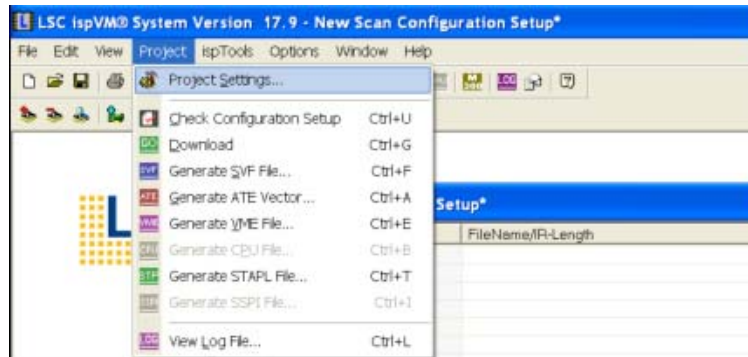 LSC ispVM® System Version 17.9 - New Scan Configuration Setup*
File Edit View Project ispTools Options Window Help
Project Settings...
Check Configuration Setup Ctrl+U
Download Ctrl+G
Generate SVF File... Ctrl+F
Generate ATE Vector... Ctrl+A
Setup*
Generate VME File... Ctrl+E
FileName/IR-Length
Generate CPU File... Ctrl+B
Generate STAPL File... Ctrl+T
Generate SSPI File... Ctrl+I
View Log File... Ctrl+L